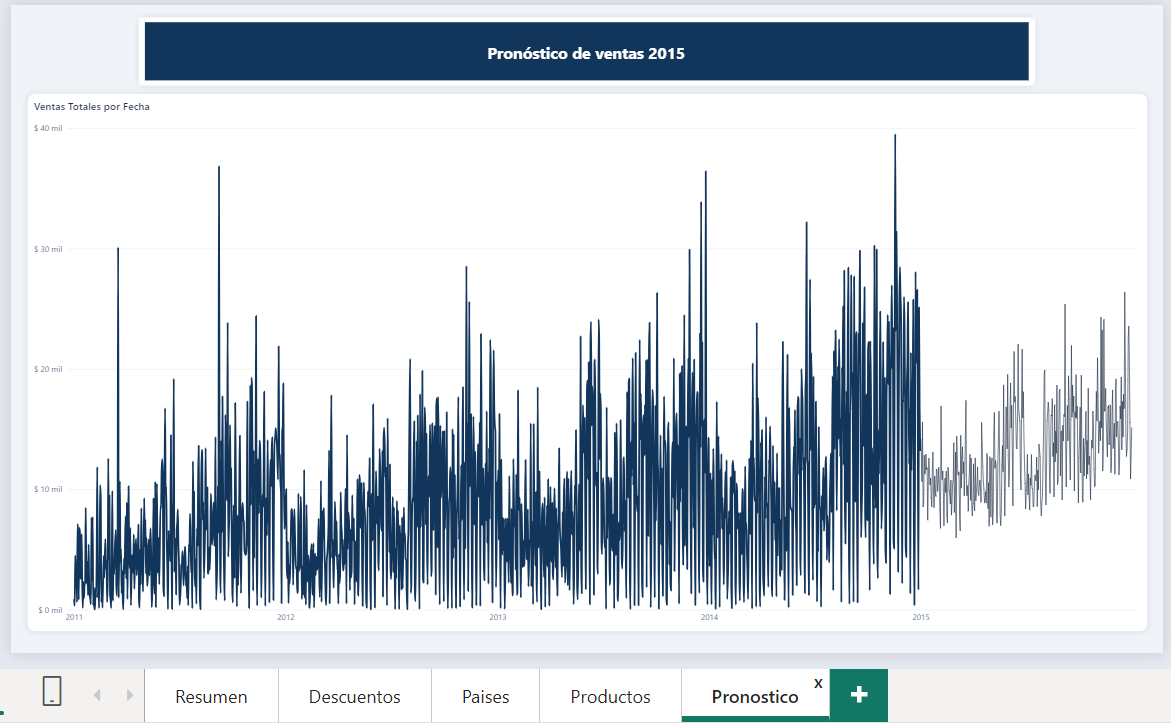 Pronóstico de ventas 2015
Ventas Totales por Fecha
$ 40 mil
$ 30 mil
$ 20 mil
$ 10 mil
$ 0 mil
2011 2012 2013 2014 2015
Resumen Descuentos Paises Productos Pronostico x +